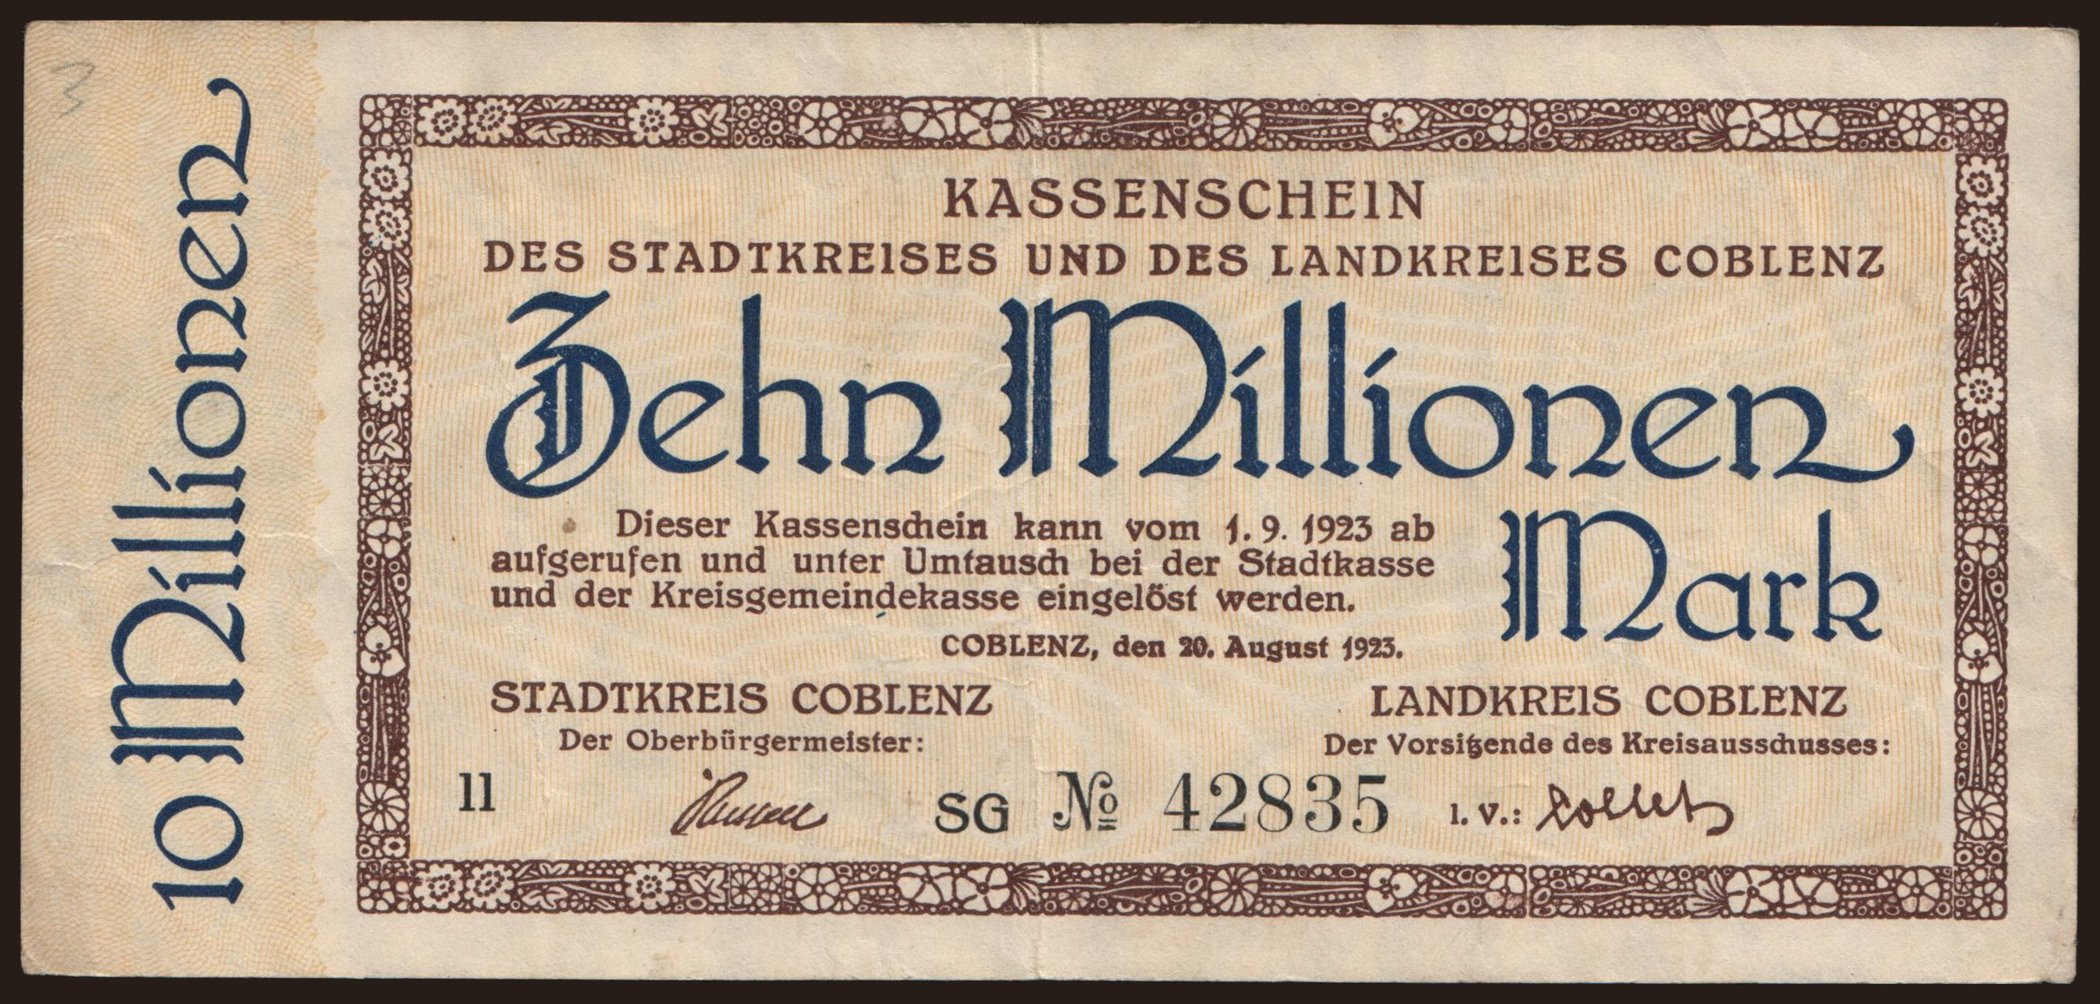 10 Millionen
KASSENSCHEIN
DES STADTKREISES UND DES LANDKREISES COBLENZ
Zehn Millionen
Mark
Dieser Kassenschein kann vom 1. 9. 1923 ab
aufgerufen und unter Umtausch bei der Stadtkasse
und der Kreisgemeindekasse eingelöst werden.
COBLENZ, den 20. August 1923.
STADTKREIS COBLENZ
Der Oberbürgermeister:
LANDKREIS COBLENZ
Der Vorsitzende des Kreisausschusses:
11
SG № 42835
I. V.:
3